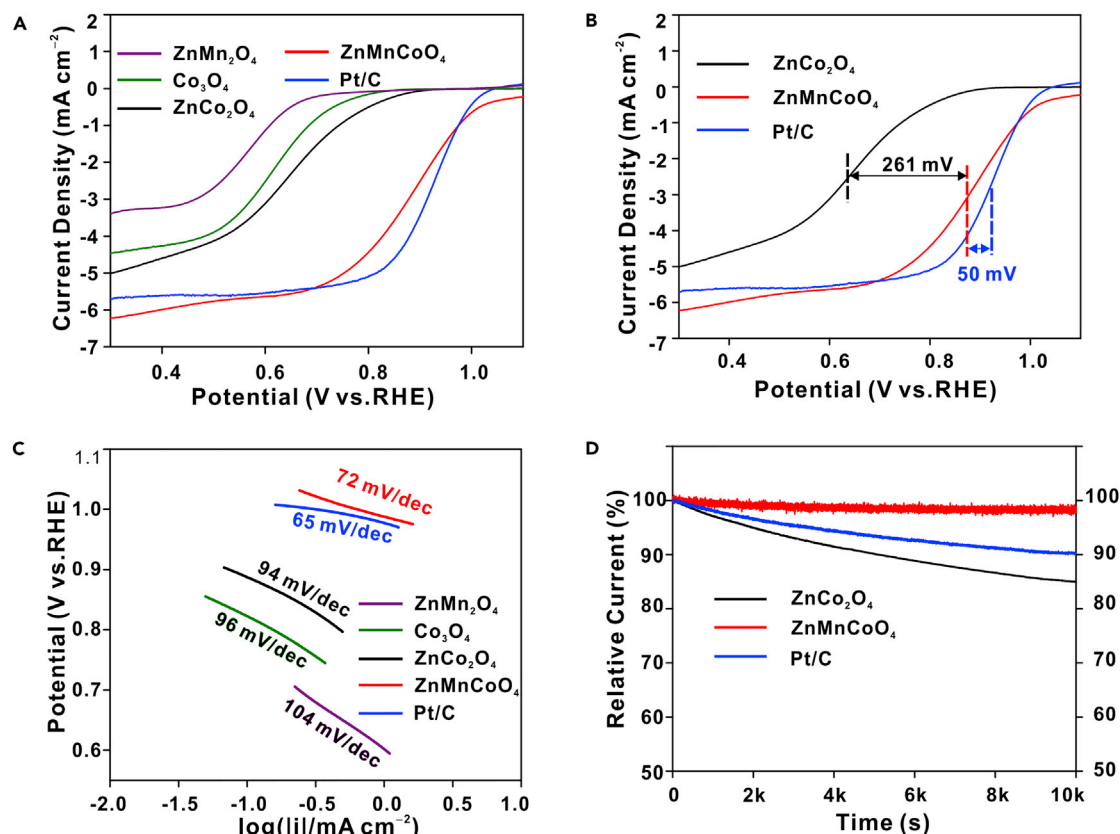 A
2
1
0
-1
-2
-3
-4
-5
-6
-7
Current Density (mA cm⁻²)
ZnMn₂O₄
Co₃O₄
ZnCo₂O₄
ZnMnCoO₄
Pt/C
0.4
0.6
0.8
1.0
Potential (V vs.RHE)
B
2
1
0
-1
-2
-3
-4
-5
-6
-7
Current Density (mA cm⁻²)
ZnCo₂O₄
ZnMnCoO₄
Pt/C
261 mV
50 mV
0.4
0.6
0.8
1.0
Potential (V vs.RHE)
C
1.1
1.0
0.9
0.8
0.7
0.6
Potential (V vs.RHE)
72 mV/dec
65 mV/dec
94 mV/dec
96 mV/dec
104 mV/dec
ZnMn₂O₄
Co₃O₄
ZnCo₂O₄
ZnMnCoO₄
Pt/C
-2.0
-1.5
-1.0
-0.5
0.0
0.5
1.0
log(|j|/mA cm⁻²)
D
100
90
80
70
60
50
Relative Current (%)
ZnCo₂O₄
ZnMnCoO₄
Pt/C
100
90
80
70
60
50
0
2k
4k
6k
8k
10k
Time (s)